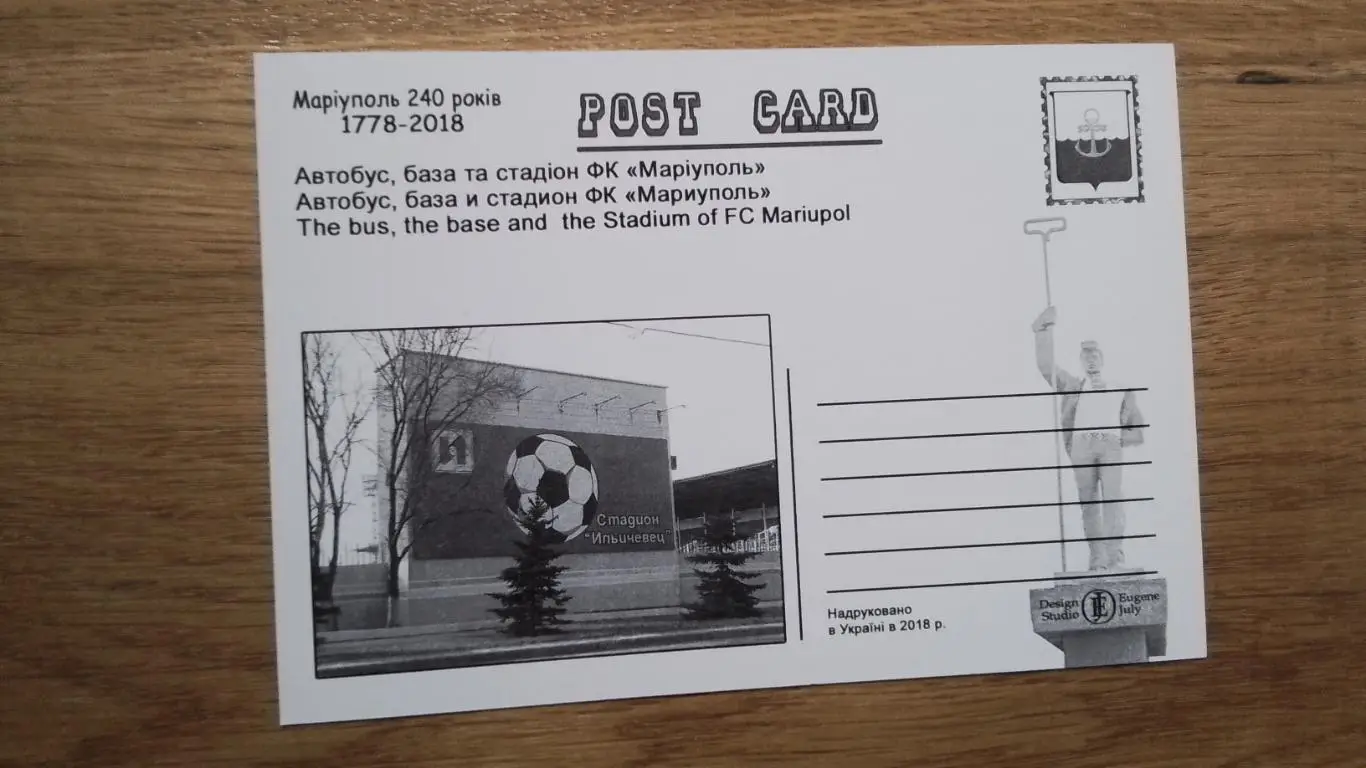 Маріуполь 240 років
1778-2018
POST CARD
Автобус, база та стадіон ФК «Маріуполь»
Автобус, база и стадион ФК «Мариуполь»
The bus, the base and the Stadium of FC Mariupol
Стадион
"Ильичевец"
Надруковано
в Україні в 2018 р.
Design Eugene
Studio July